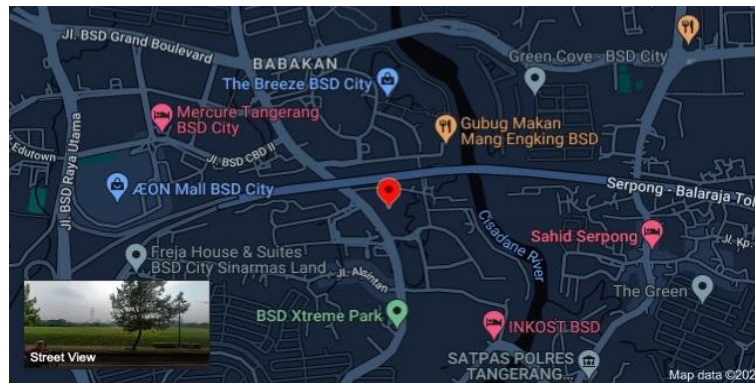 Jl. BSD Grand Boulevard
BABAKAN
The Breeze BSD City
Green Cove - BSD City
Mercure Tangerang
BSD City
Gubug Makan
Mang Engking BSD
Edutown
Jl. BSD Raya Utama
Jl. BSD CBD II
ÆON Mall BSD City
Serpong - Balaraja Tol
Cisadane River
Sahid Serpong
Jl. Kp.
Freja House & Suites
BSD City Sinarmas Land
Jl. Alsintan
The Green
BSD Xtreme Park
INKOST BSD
Street View
SATPAS POLRES
TANGERANG...
Map data ©202